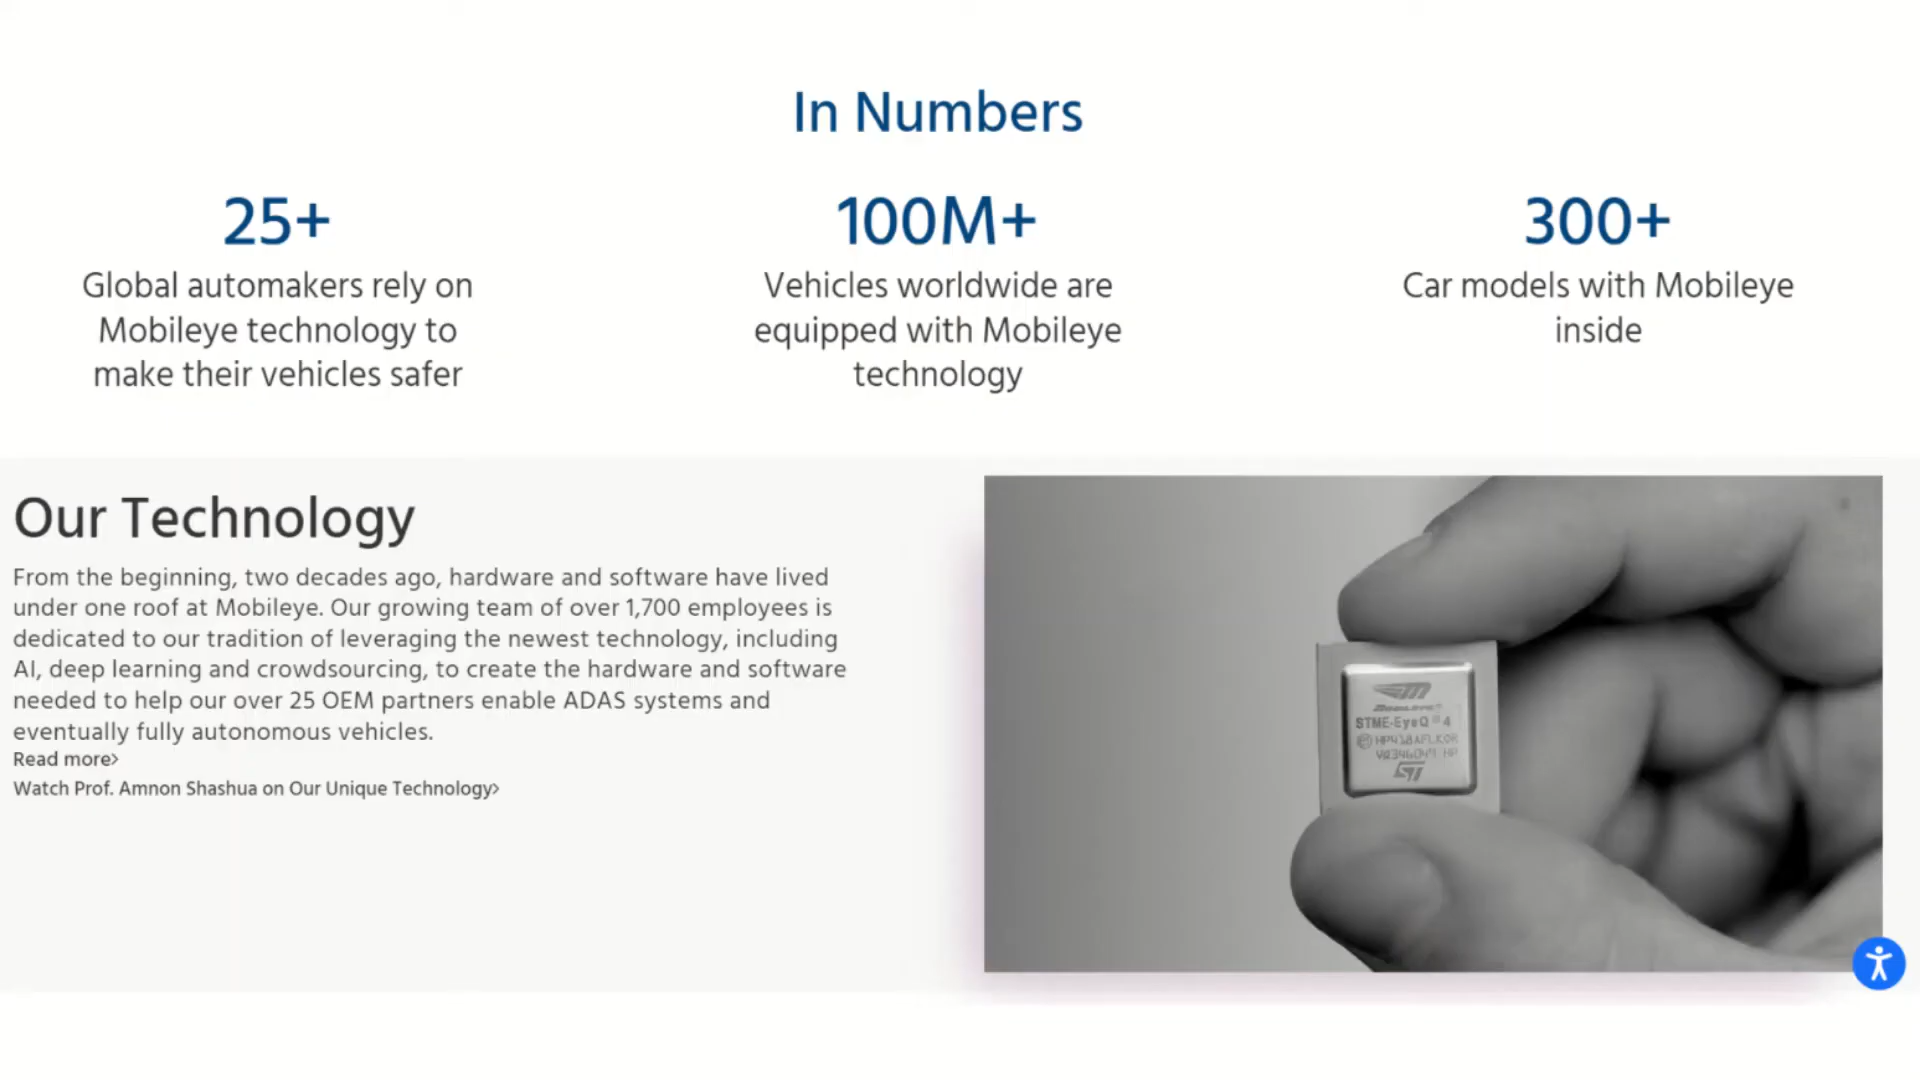 In Numbers
25+
Global automakers rely on
Mobileye technology to
make their vehicles safer
100M+
Vehicles worldwide are
equipped with Mobileye
technology
300+
Car models with Mobileye
inside
Our Technology
From the beginning, two decades ago, hardware and software have lived
under one roof at Mobileye. Our growing team of over 1,700 employees is
dedicated to our tradition of leveraging the newest technology, including
AI, deep learning and crowdsourcing, to create the hardware and software
needed to help our over 25 OEM partners enable ADAS systems and
eventually fully autonomous vehicles.
Read more>
Watch Prof. Amnon Shashua on Our Unique Technology>
MOBILEYE
STME-EyeQ®4
ST